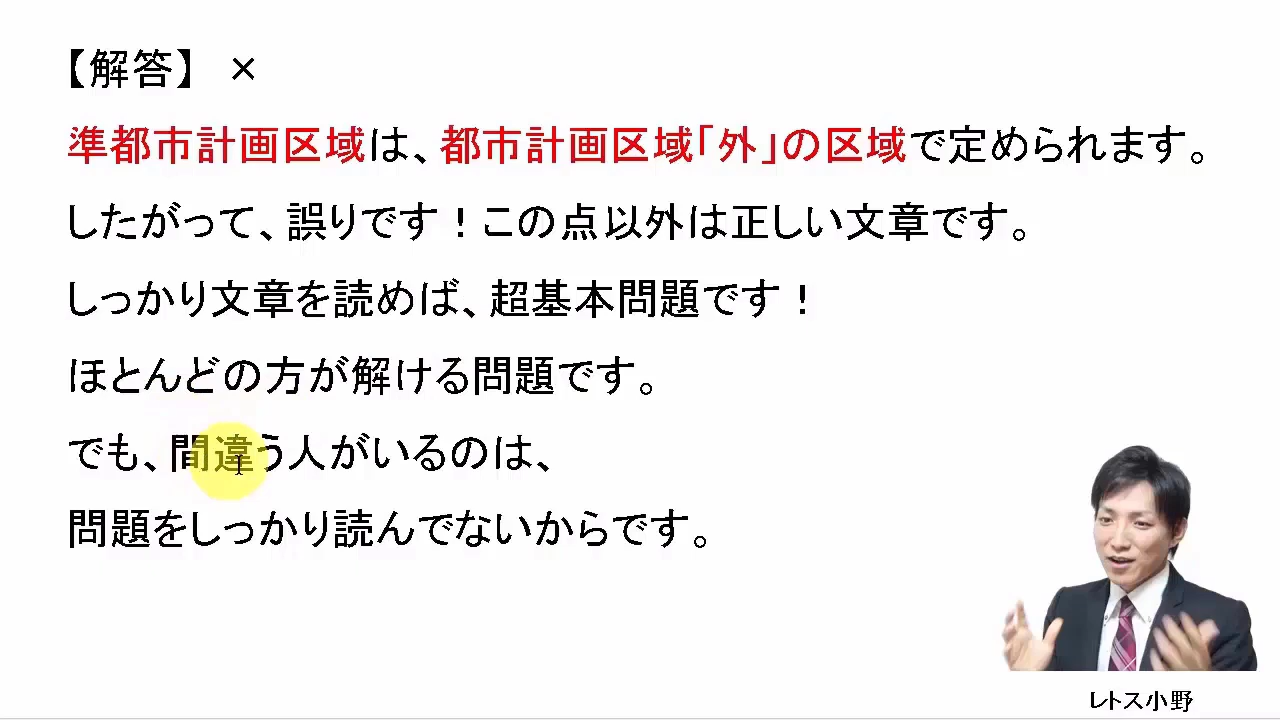 【解答】 ×
準都市計画区域は、都市計画区域「外」の区域で定められます。
したがって、誤りです！この点以外は正しい文章です。
しっかり文章を読めば、超基本問題です！
ほとんどの方が解ける問題です。
でも、間違う人がいるのは、
問題をしっかり読んでないからです。
レトス小野